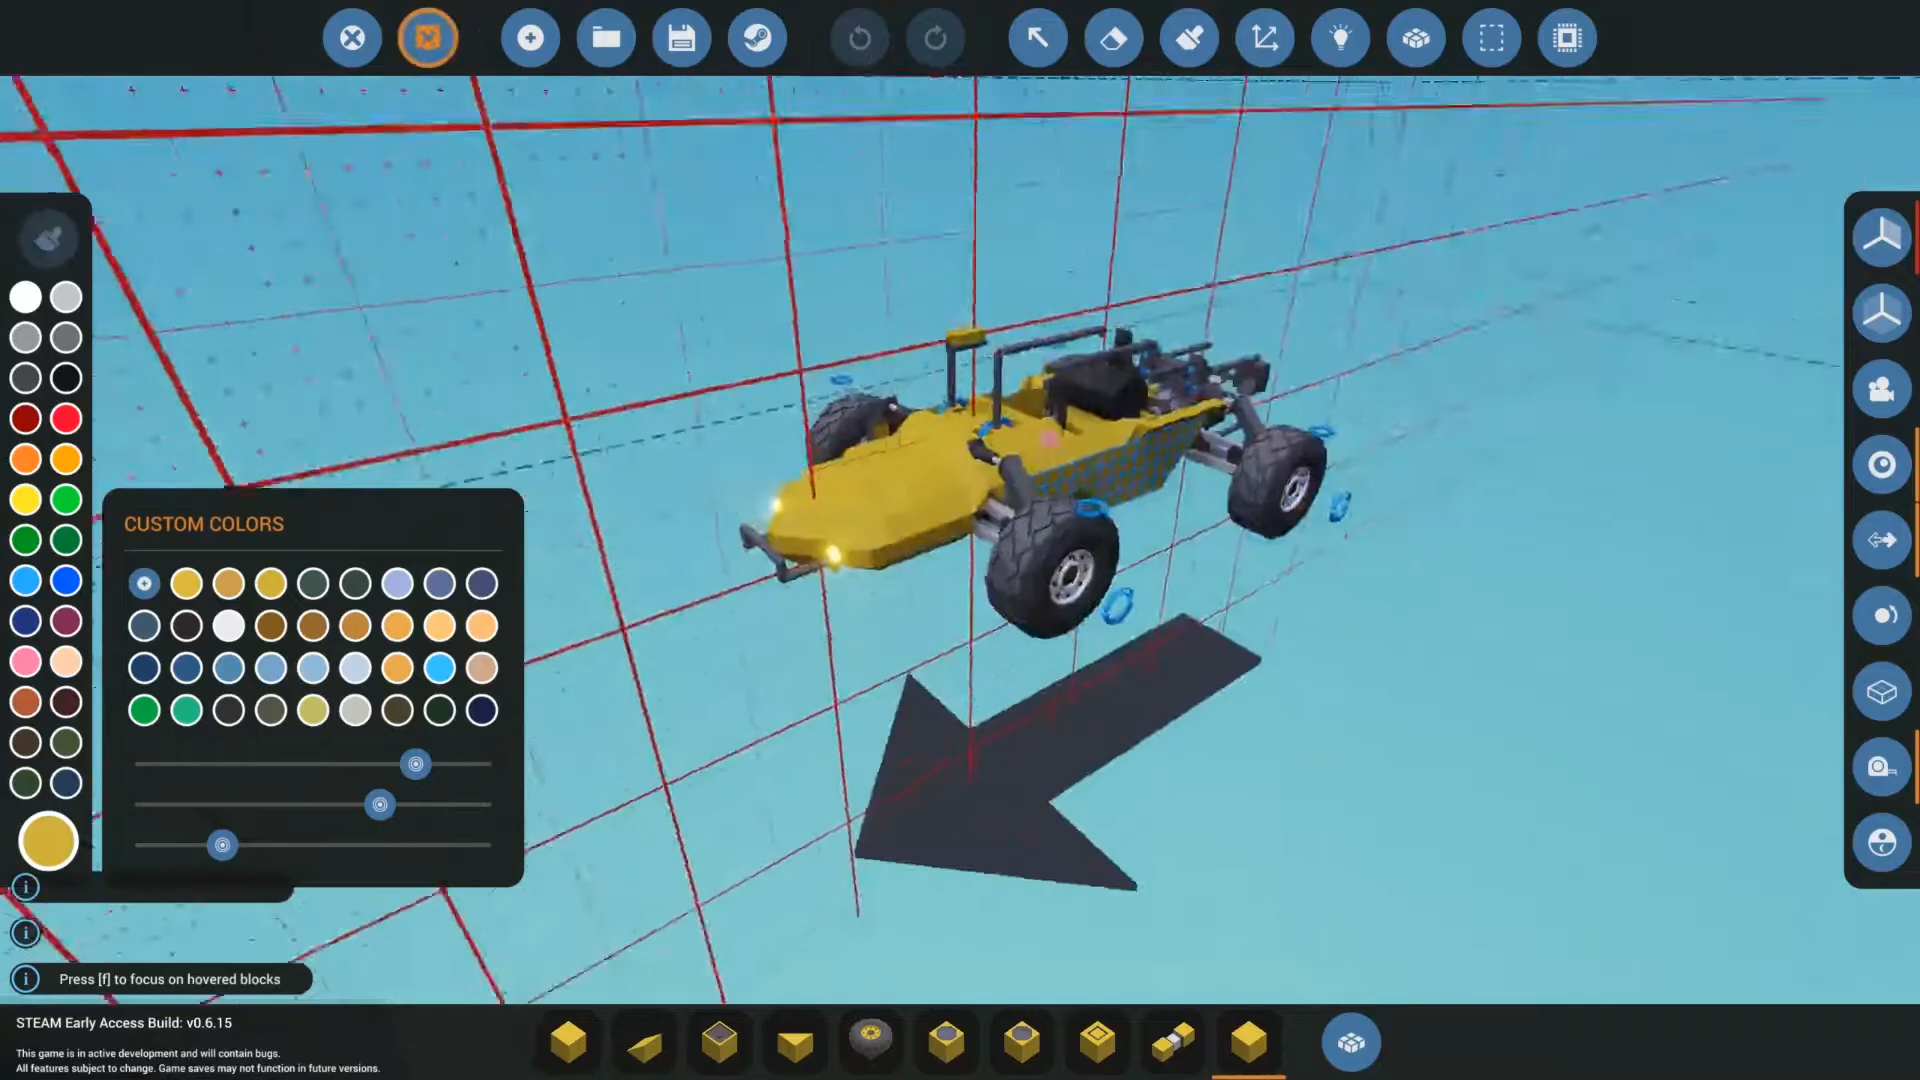 CUSTOM COLORS
Press [f] to focus on hovered blocks
STEAM Early Access Build: v0.6.15
This game is in active development and will contain bugs.
All features subject to change. Game saves may not function in future versions.